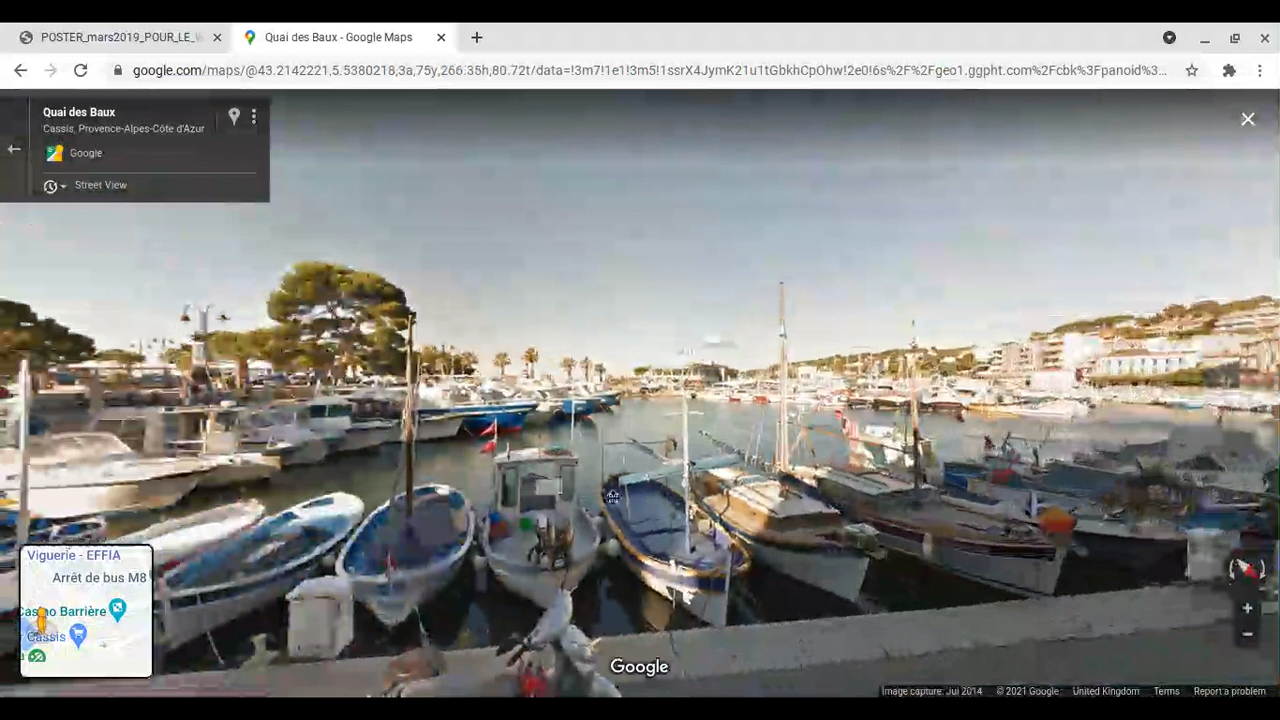 POSTER_mars2019_POUR_LE_
Quai des Baux - Google Maps
google.com/maps/@43.2142221,5.5380218,3a,75y,266.35h,80.72t/data=!3m7!1e1!3m5!1ssrX4JymK21u1tGbkhCpOhw!2e0!6s%2F%2Fgeo1.ggpht.com%2Fcbk%3Fpanoid%3...
Quai des Baux
Cassis, Provence-Alpes-Côte d'Azur
Google
Street View
Viguerie - EFFIA
Arrêt de bus M8
Barrière
Cassis
Google
Image capture: Jul 2014 © 2021 Google United Kingdom Terms Report a problem